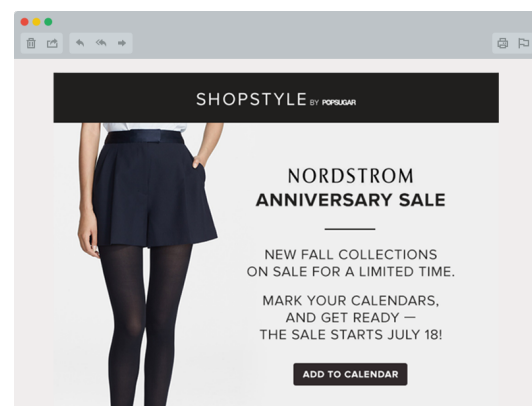 SHOPSTYLE BY POPSUGAR
NORDSTROM
ANNIVERSARY SALE
NEW FALL COLLECTIONS
ON SALE FOR A LIMITED TIME.
MARK YOUR CALENDARS,
AND GET READY —
THE SALE STARTS JULY 18!
ADD TO CALENDAR